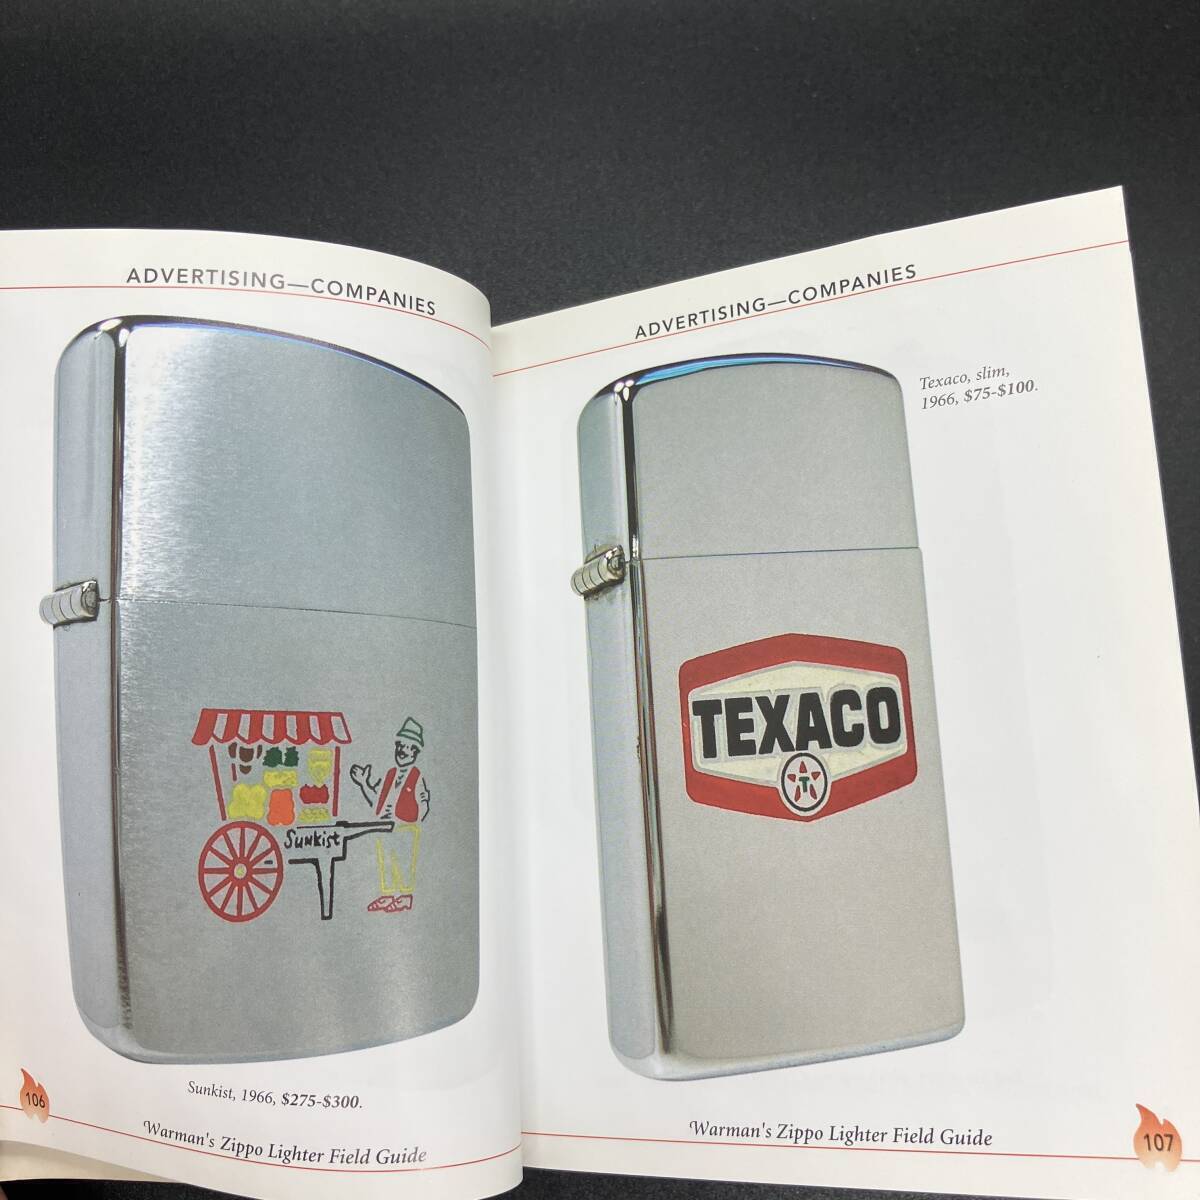 ADVERTISING—COMPANIES
Sunkist
Sunkist, 1966, $275-$300.
106
Warman's Zippo Lighter Field Guide
ADVERTISING—COMPANIES
Texaco, slim,
1966, $75-$100.
TEXACO
T
Warman's Zippo Lighter Field Guide
107